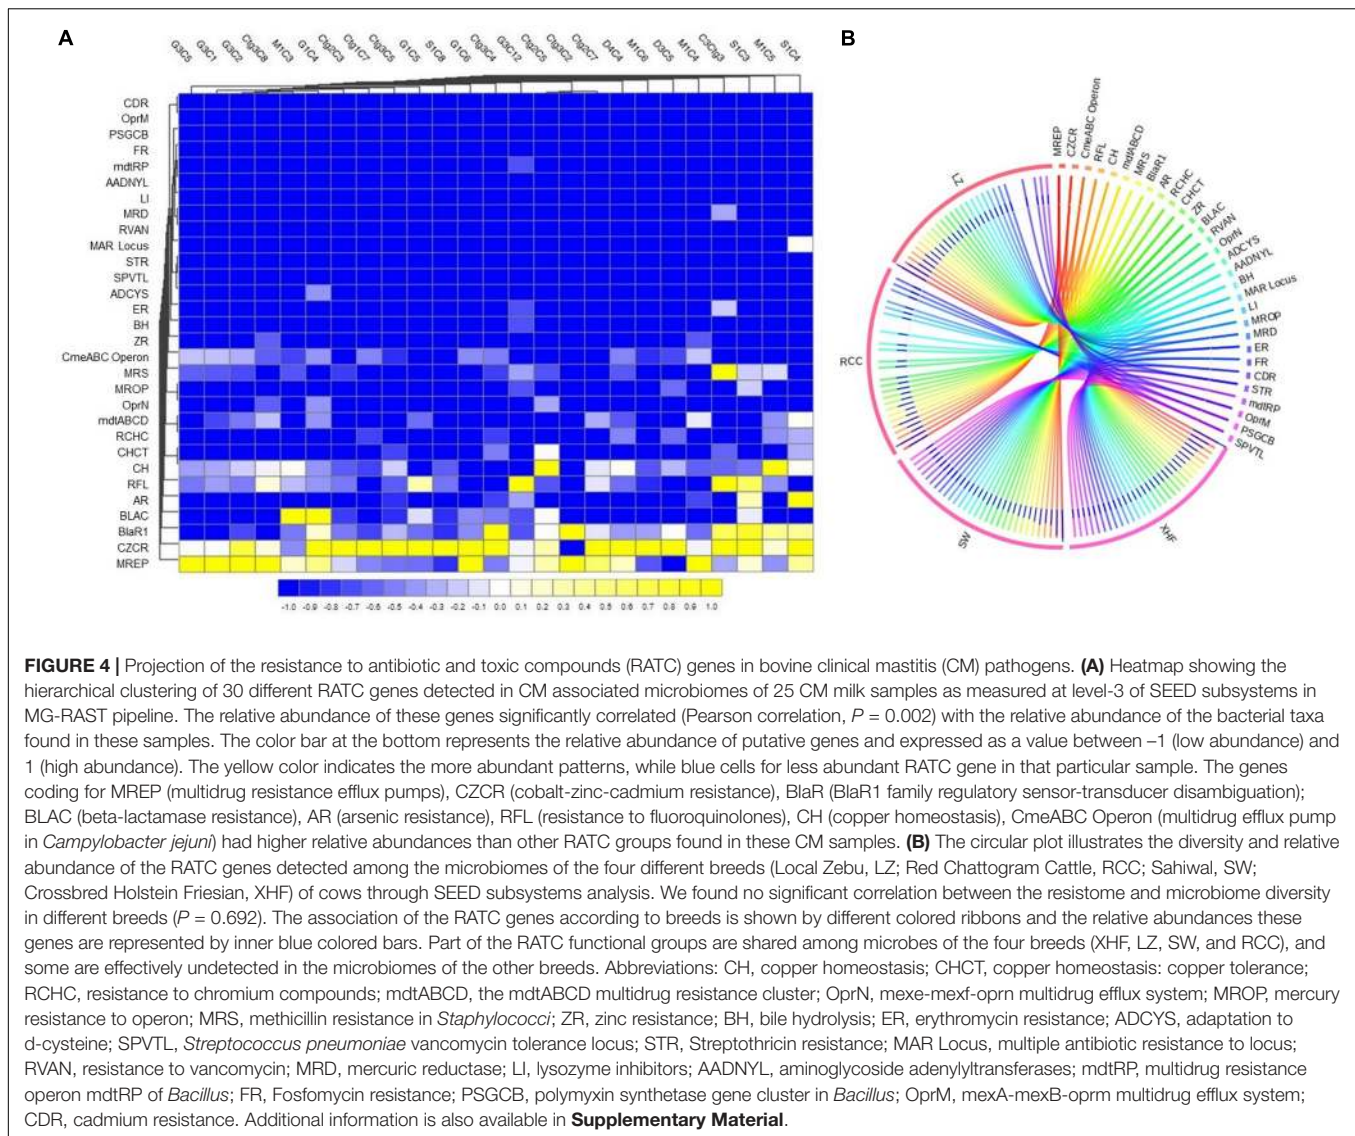 A
B
G3C5 G3C1 G3C2 Ctg3C8 M1C3 G1C4 Ctg2C3 Ctg1C7 Ctg3C5 G1C5 S1C8 G1C6 Ctg3C4 G3C12 Ctg2C5 Ctg3C2 Ctg2C7 D4C4 M1C6 D3C5 M1C4 C3Ctg3 S1C3 M1C5 S1C4
CDR
OprM
PSGCB
FR
mdtRP
AADNYL
LI
MRD
RVAN
MAR Locus
STR
SPVTL
ADCYS
ER
BH
ZR
CmeABC Operon
MRS
MROP
OprN
mdtABCD
RCHC
CHCT
CH
RFL
AR
BLAC
BlaR1
CZCR
MREP
-1.0 -0.9 -0.8 -0.7 -0.6 -0.5 -0.4 -0.3 -0.2 -0.1 0.0 0.1 0.2 0.3 0.4 0.5 0.6 0.7 0.8 0.9 1.0
MREP
CZCR
CmeABC Operon
RFL
CH
mdtABCD
MRS
BlaR1
AR
RCHC
CHCT
ZR
BLAC
RVAN
OprN
ADCYS
AADNYL
BH
MAR Locus
LI
MROP
MRD
ER
FR
CDR
STR
mdtRP
OprM
PSGCB
SPVTL
XHF
SW
RCC
LZ
FIGURE 4 | Projection of the resistance to antibiotic and toxic compounds (RATC) genes in bovine clinical mastitis (CM) pathogens. (A) Heatmap showing the
hierarchical clustering of 30 different RATC genes detected in CM associated microbiomes of 25 CM milk samples as measured at level-3 of SEED subsystems in
MG-RAST pipeline. The relative abundance of these genes significantly correlated (Pearson correlation, P = 0.002) with the relative abundance of the bacterial taxa
found in these samples. The color bar at the bottom represents the relative abundance of putative genes and expressed as a value between –1 (low abundance) and
1 (high abundance). The yellow color indicates the more abundant patterns, while blue cells for less abundant RATC gene in that particular sample. The genes
coding for MREP (multidrug resistance efflux pumps), CZCR (cobalt-zinc-cadmium resistance), BlaR (BlaR1 family regulatory sensor-transducer disambiguation);
BLAC (beta-lactamase resistance), AR (arsenic resistance), RFL (resistance to fluoroquinolones), CH (copper homeostasis), CmeABC Operon (multidrug efflux pump
in Campylobacter jejuni) had higher relative abundances than other RATC groups found in these CM samples. (B) The circular plot illustrates the diversity and relative
abundance of the RATC genes detected among the microbiomes of the four different breeds (Local Zebu, LZ; Red Chattogram Cattle, RCC; Sahiwal, SW;
Crossbred Holstein Friesian, XHF) of cows through SEED subsystems analysis. We found no significant correlation between the resistome and microbiome diversity
in different breeds (P = 0.692). The association of the RATC genes according to breeds is shown by different colored ribbons and the relative abundances these
genes are represented by inner blue colored bars. Part of the RATC functional groups are shared among microbes of the four breeds (XHF, LZ, SW, and RCC), and
some are effectively undetected in the microbiomes of the other breeds. Abbreviations: CH, copper homeostasis; CHCT, copper homeostasis: copper tolerance;
RCHC, resistance to chromium compounds; mdtABCD, the mdtABCD multidrug resistance cluster; OprN, mexe-mexf-oprn multidrug efflux system; MROP, mercury
resistance to operon; MRS, methicillin resistance in Staphylococci; ZR, zinc resistance; BH, bile hydrolysis; ER, erythromycin resistance; ADCYS, adaptation to
d-cysteine; SPVTL, Streptococcus pneumoniae vancomycin tolerance locus; STR, Streptothricin resistance; MAR Locus, multiple antibiotic resistance to locus;
RVAN, resistance to vancomycin; MRD, mercuric reductase; LI, lysozyme inhibitors; AADNYL, aminoglycoside adenylyltransferases; mdtRP, multidrug resistance
operon mdtRP of Bacillus; FR, Fosfomycin resistance; PSGCB, polymyxin synthetase gene cluster in Bacillus; OprM, mexA-mexB-oprm multidrug efflux system;
CDR, cadmium resistance. Additional information is also available in Supplementary Material.